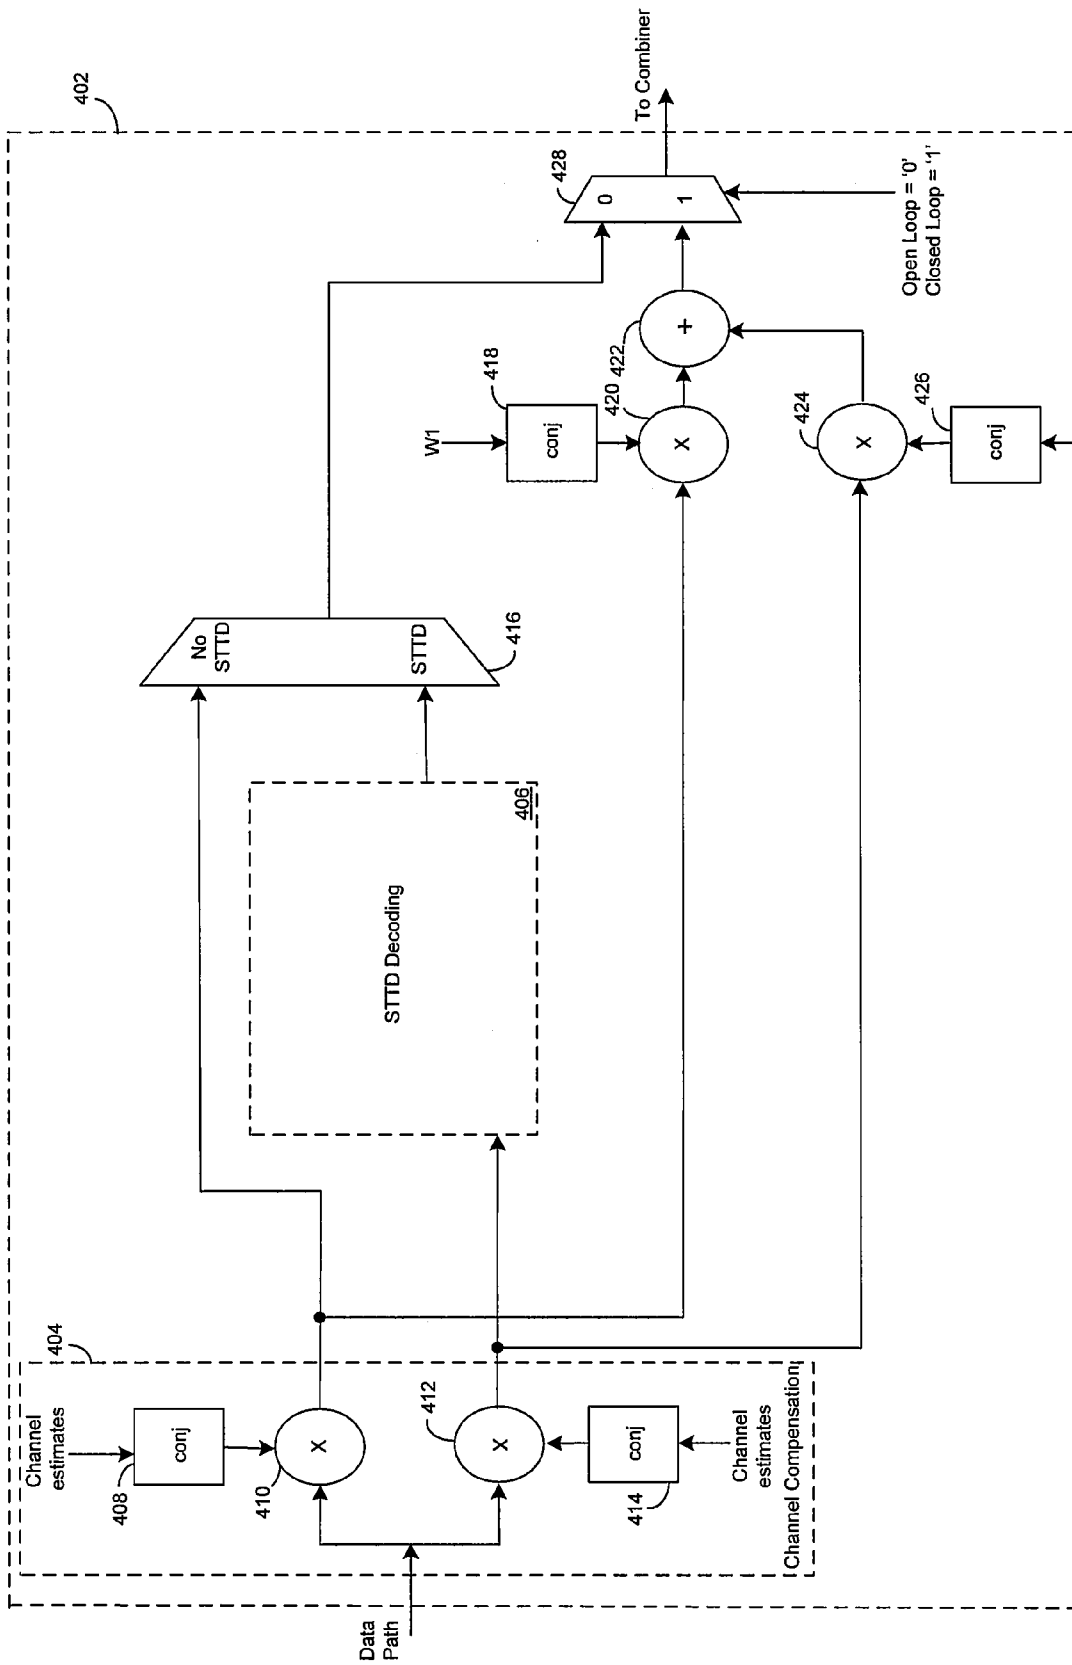 402
404
Channel
estimates
conj
408
X
410
412
X
conj
414
Channel
estimates
Channel Compensation
Data
Path
STTD Decoding
406
No
STTD
STTD
416
W1
conj
418
X
420
+
422
X
424
conj
426
0
1
428
To Combiner
Open Loop = '0'
Closed Loop = '1'